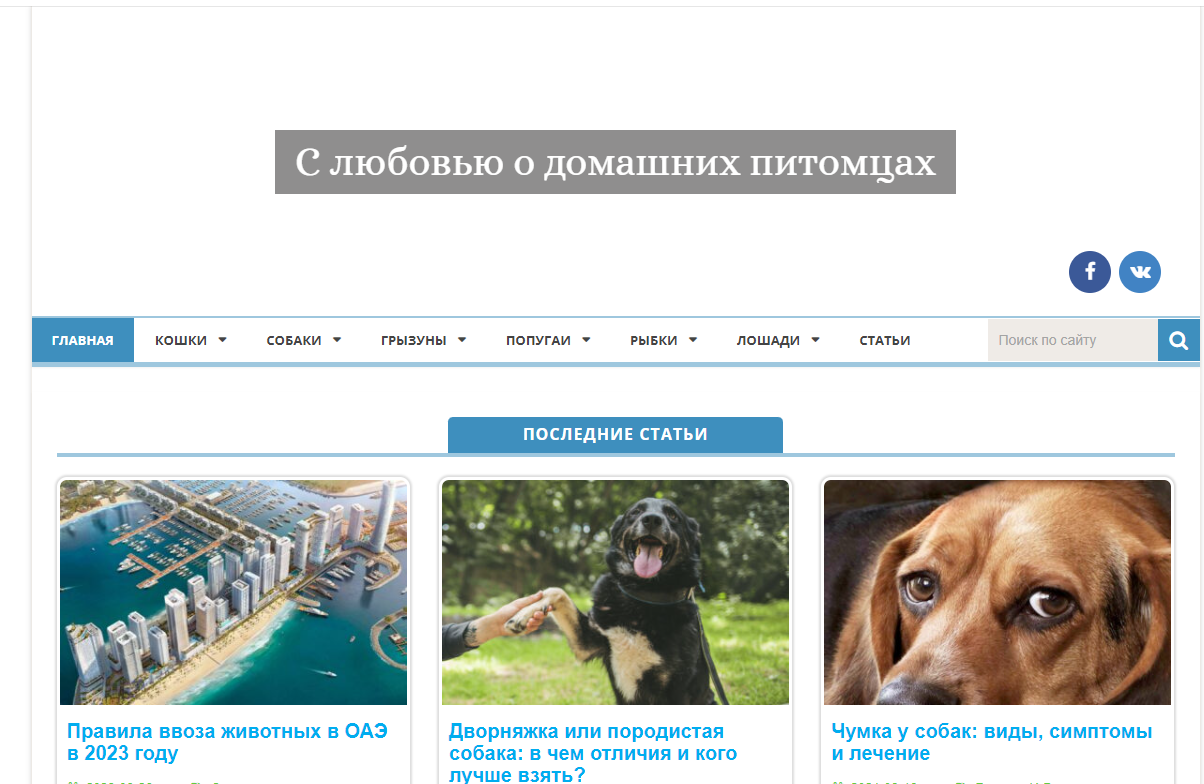 С любовью о домашних питомцах
ГЛАВНАЯ КОШКИ СОБАКИ ГРЫЗУНЫ ПОПУГАИ РЫБКИ ЛОШАДИ СТАТЬИ Поиск по сайту
ПОСЛЕДНИЕ СТАТЬИ
Правила ввоза животных в ОАЭ
в 2023 году
Дворняжка или породистая
собака: в чем отличия и кого
лучше взять?
Чумка у собак: виды, симптомы
и лечение